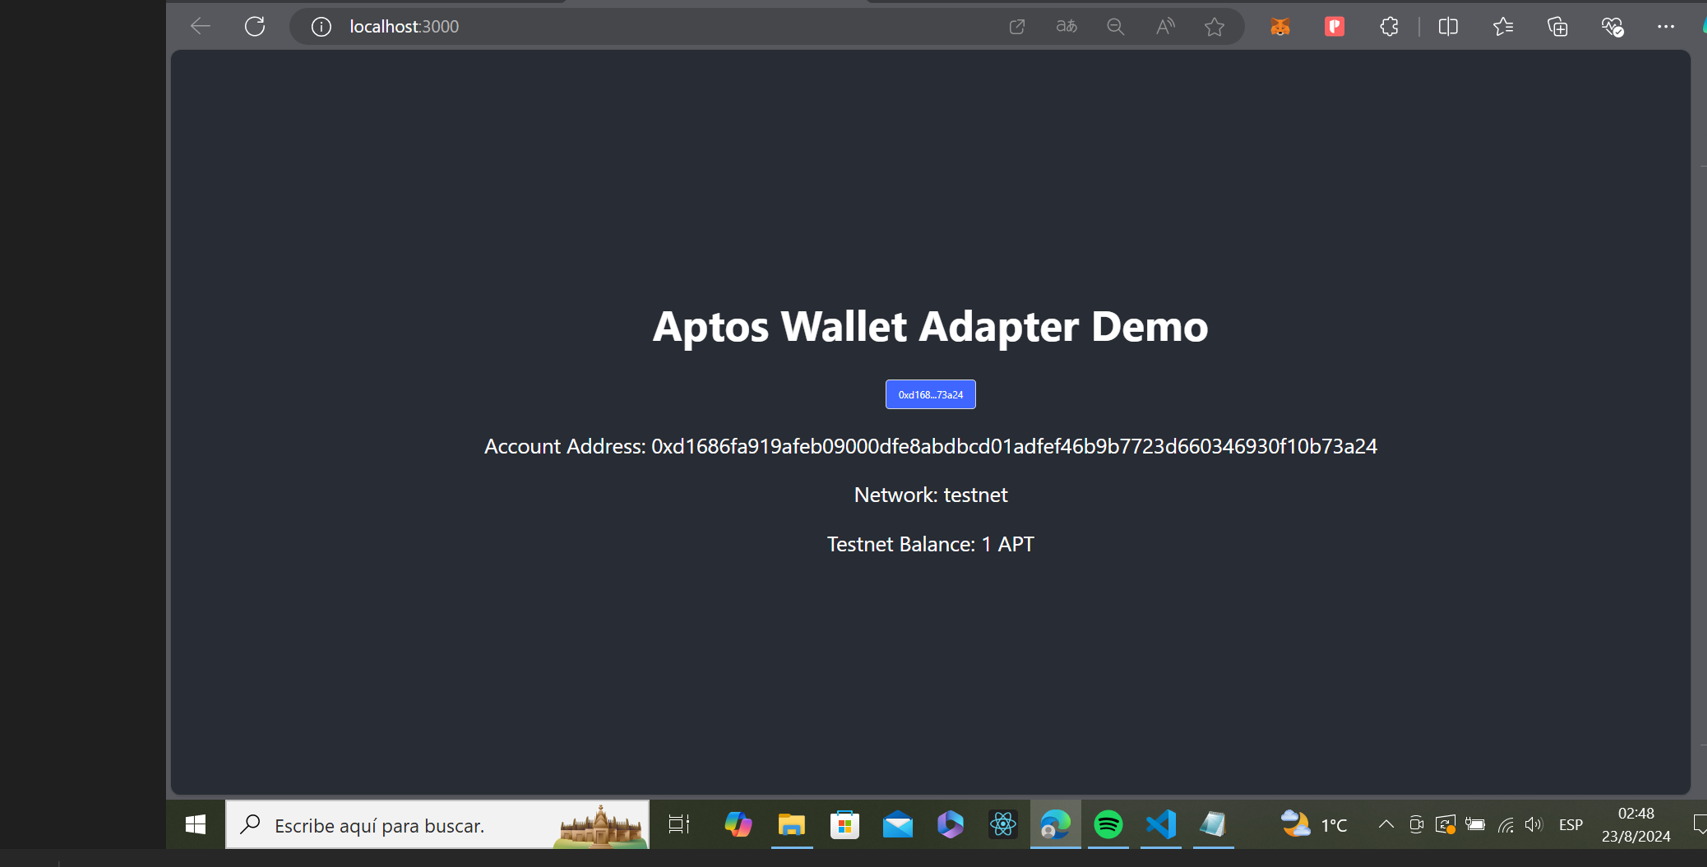 localhost:3000
Aptos Wallet Adapter Demo
0xd168...73a24
Account Address: 0xd1686fa919afeb09000dfe8abdbcd01adfef46b9b7723d660346930f10b73a24
Network: testnet
Testnet Balance: 1 APT
Escribe aquí para buscar.
1°C
ESP
02:48
23/8/2024